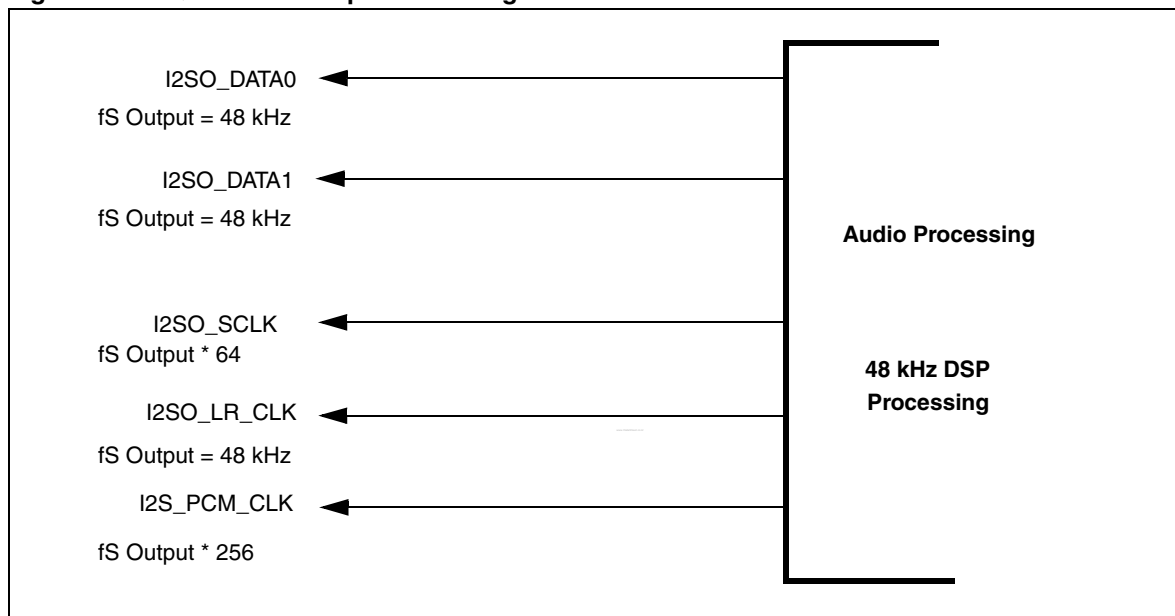 I2SO_DATA0
fS Output = 48 kHz
I2SO_DATA1
fS Output = 48 kHz
Audio Processing
I2SO_SCLK
fS Output * 64
48 kHz DSP
Processing
I2SO_LR_CLK
fS Output = 48 kHz
I2S_PCM_CLK
fS Output * 256